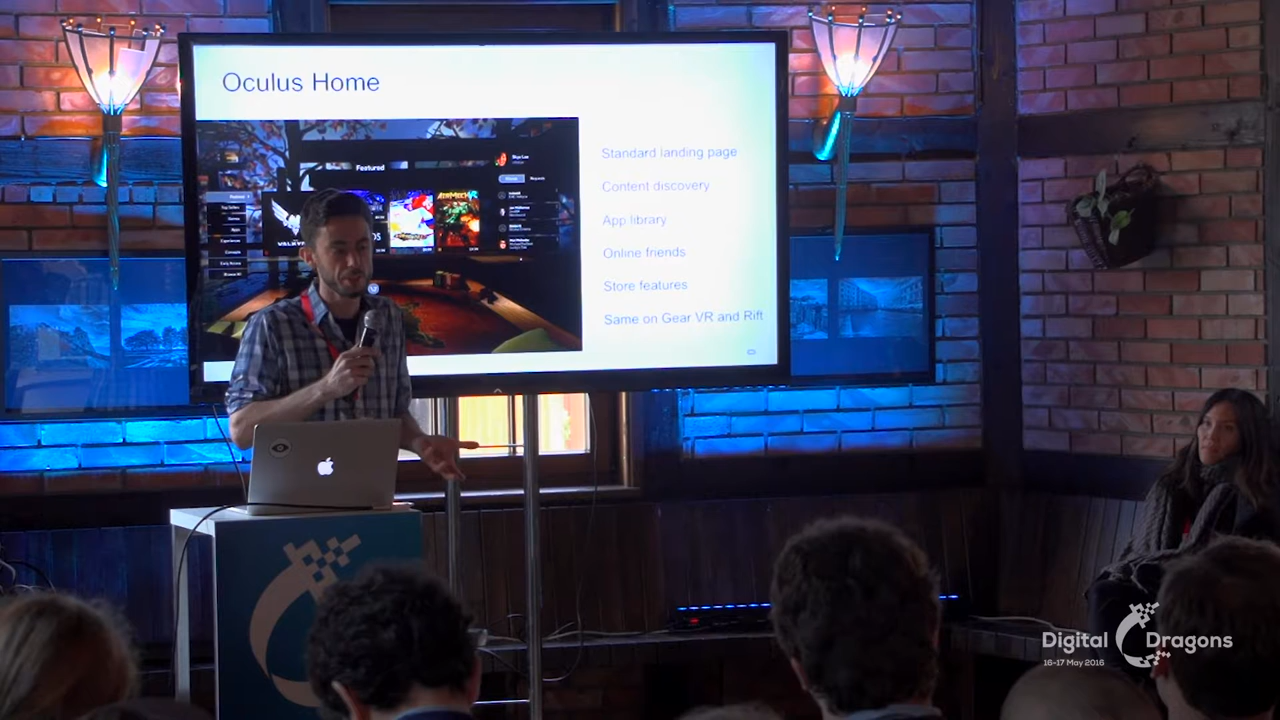 Oculus Home
Featured
Standard landing page
Content discovery
App library
Online friends
Store features
Same on Gear VR and Rift
Digital Dragons
16-17 May 2016